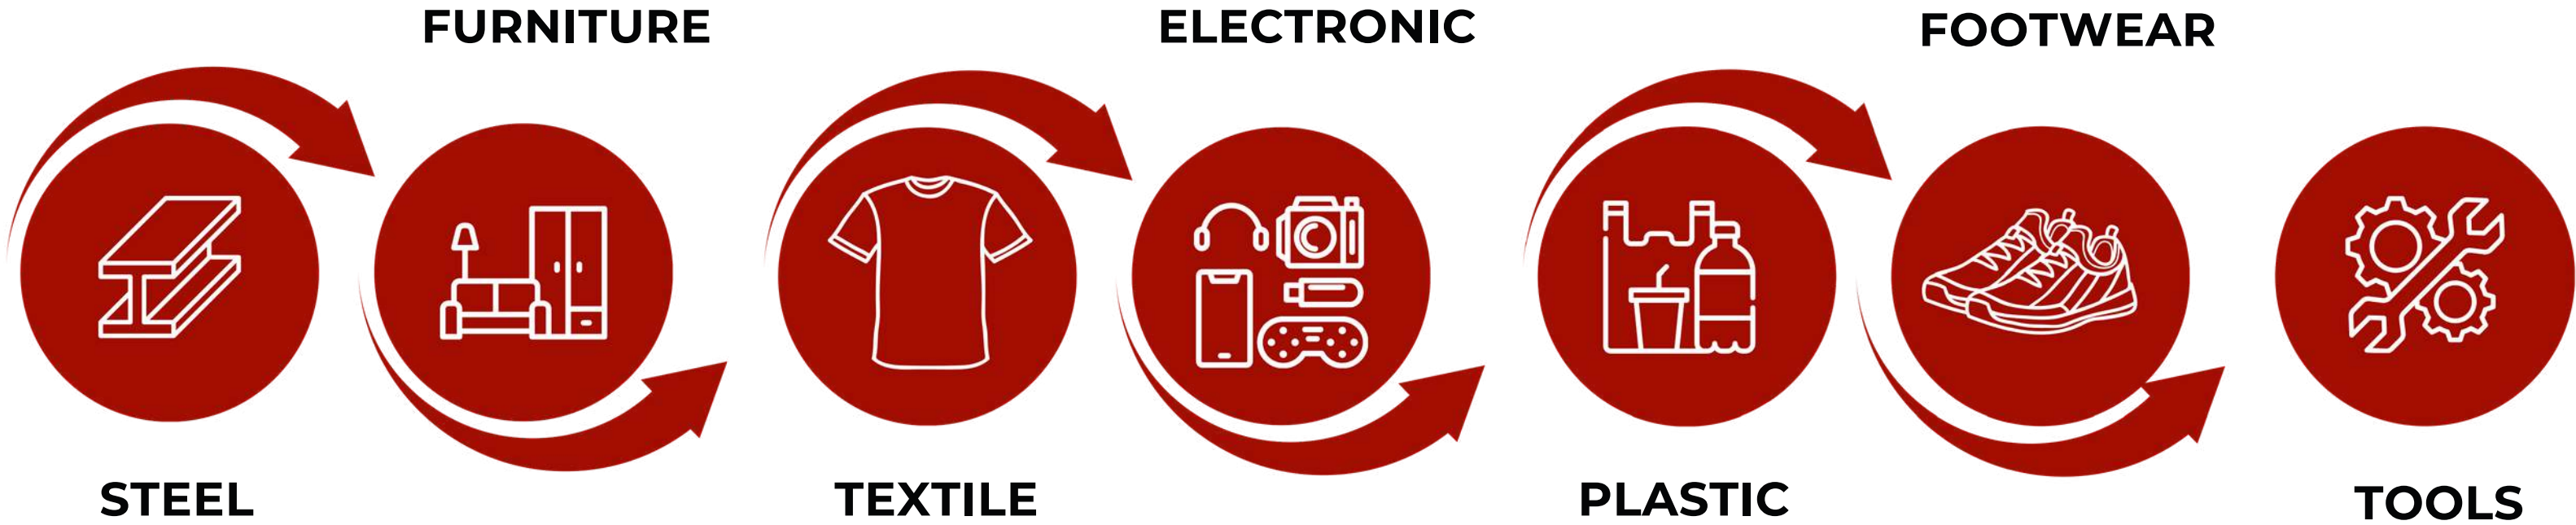 FURNITURE
ELECTRONIC
FOOTWEAR
STEEL
TEXTILE
PLASTIC
TOOLS